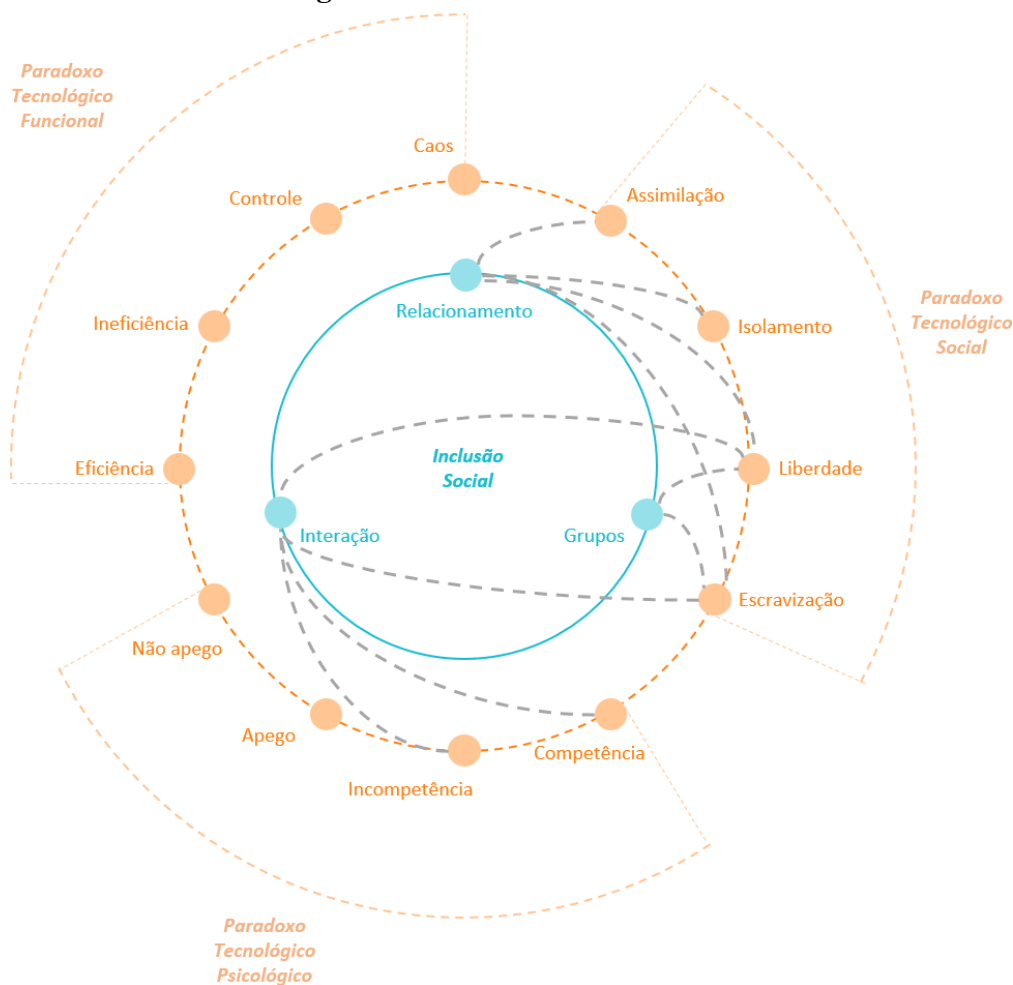 Paradoxo
Tecnológico
Funcional
Caos
Controle
Assimilação
Relacionamento
Ineficiência
Isolamento
Paradoxo
Tecnológico
Social
Inclusão
Social
Eficiência
Liberdade
Interação
Grupos
Escravização
Não apego
Apego
Competência
Incompetência
Paradoxo
Tecnológico
Psicológico